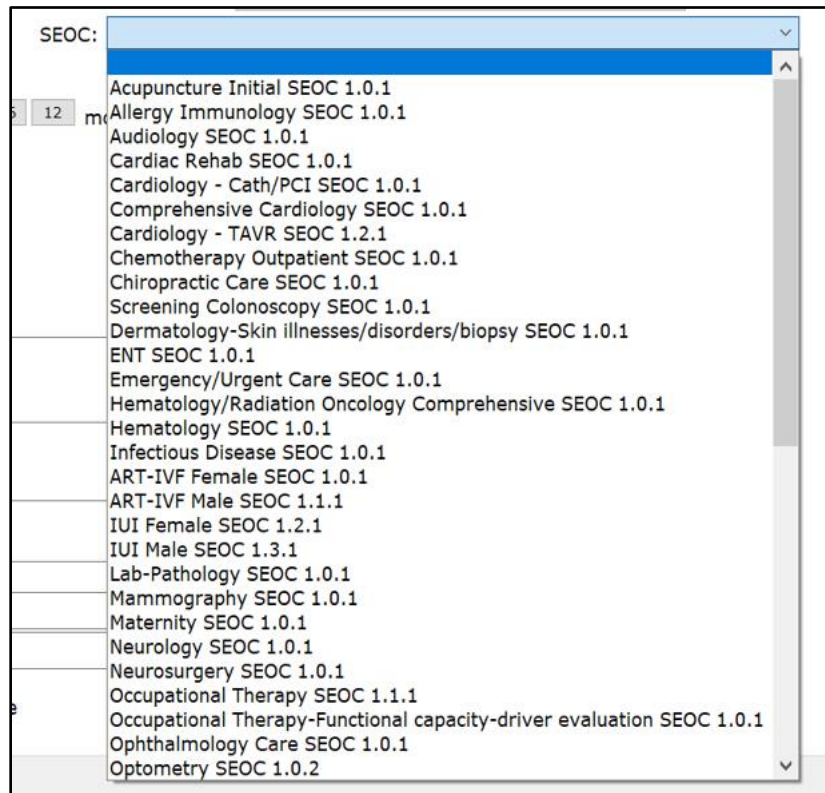 SEOC:
Acupuncture Initial SEOC 1.0.1
12
Allergy Immunology SEOC 1.0.1
Audiology SEOC 1.0.1
Cardiac Rehab SEOC 1.0.1
Cardiology - Cath/PCI SEOC 1.0.1
Comprehensive Cardiology SEOC 1.0.1
Cardiology - TAVR SEOC 1.2.1
Chemotherapy Outpatient SEOC 1.0.1
Chiropractic Care SEOC 1.0.1
Screening Colonoscopy SEOC 1.0.1
Dermatology-Skin illnesses/disorders/biopsy SEOC 1.0.1
ENT SEOC 1.0.1
Emergency/Urgent Care SEOC 1.0.1
Hematology/Radiation Oncology Comprehensive SEOC 1.0.1
Hematology SEOC 1.0.1
Infectious Disease SEOC 1.0.1
ART-IVF Female SEOC 1.0.1
ART-IVF Male SEOC 1.1.1
IUI Female SEOC 1.2.1
IUI Male SEOC 1.3.1
Lab-Pathology SEOC 1.0.1
Mammography SEOC 1.0.1
Maternity SEOC 1.0.1
Neurology SEOC 1.0.1
Neurosurgery SEOC 1.0.1
Occupational Therapy SEOC 1.1.1
Occupational Therapy-Functional capacity-driver evaluation SEOC 1.0.1
Ophthalmology Care SEOC 1.0.1
Optometry SEOC 1.0.2